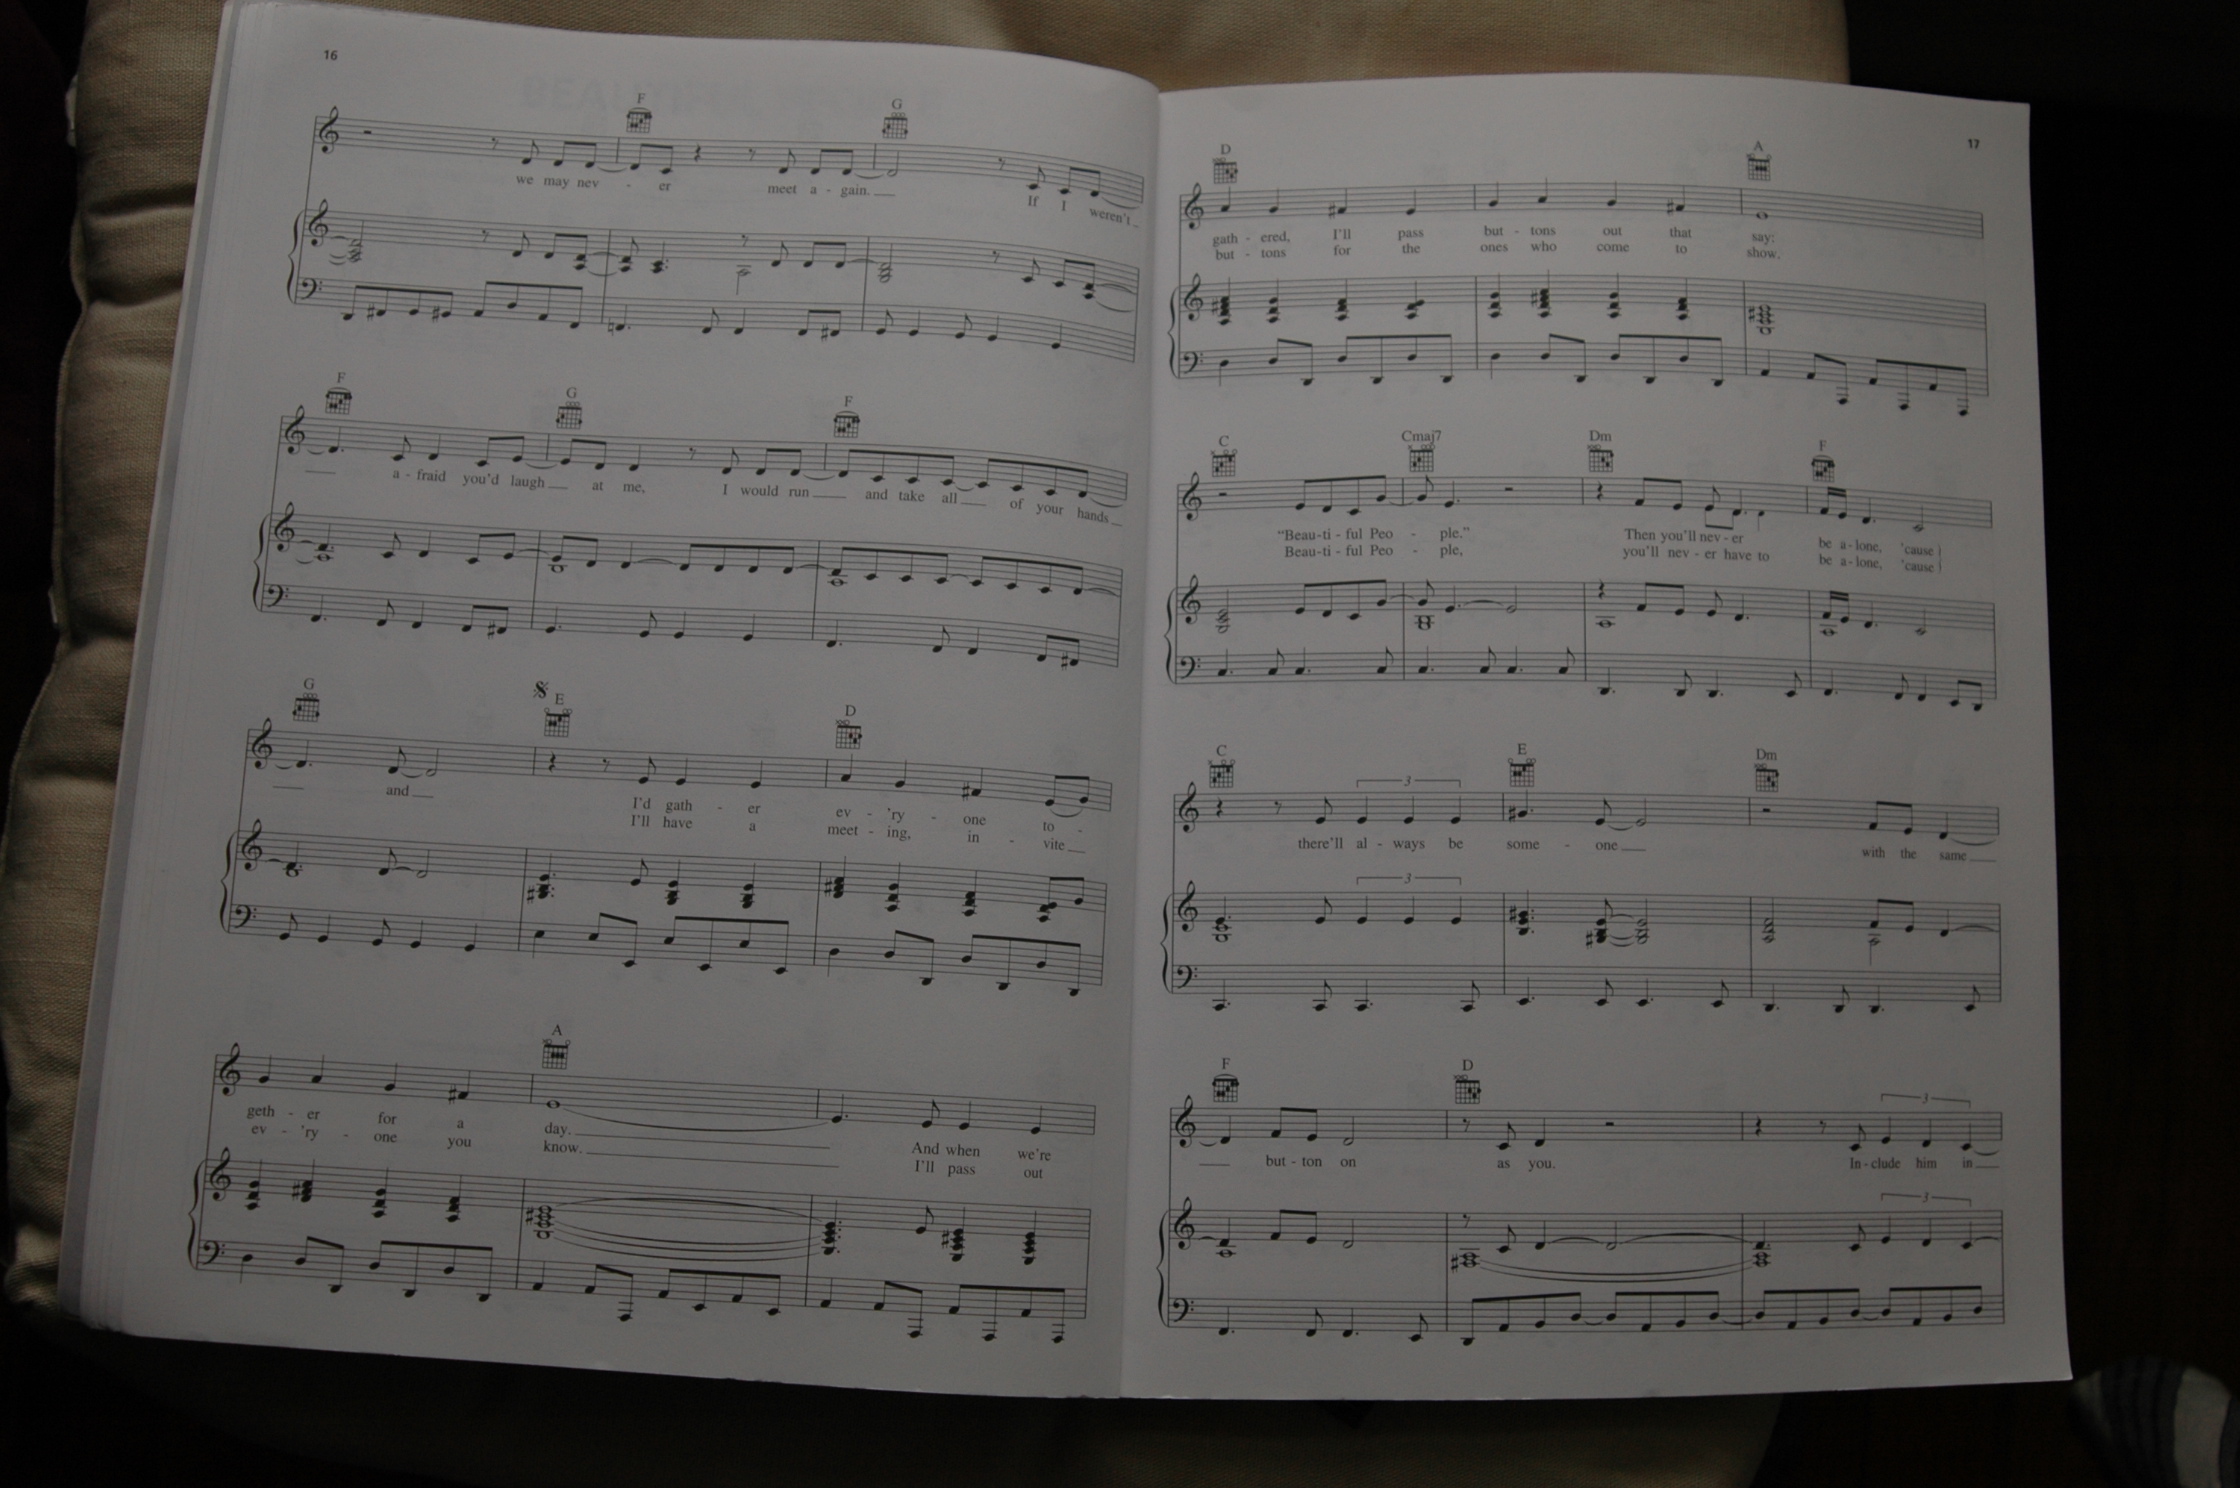 16
F G
we may nev - er meet a - gain. If I weren't
F G F
a - fraid you'd laugh at me, I would run and take all of your hands
G E D
and I'd gath - er ev - 'ry - one to -
I'll have a meet - ing, in - vite
A
geth - er for a day. And when we're
ev - 'ry - one you know. I'll pass out
17
D A
gath - ered, I'll pass but - tons out that say;
but - tons for the ones who come to show.
C Cmaj7 Dm F
"Beau-ti - ful Peo - ple." Then you'll nev - er be a - lone, 'cause
Beau-ti - ful Peo - ple, you'll nev - er have to be a - lone, 'cause
C E Dm
3
there'll al - ways be some - one with the same
3
F D
3
but - ton on as you. In - clude him in
3